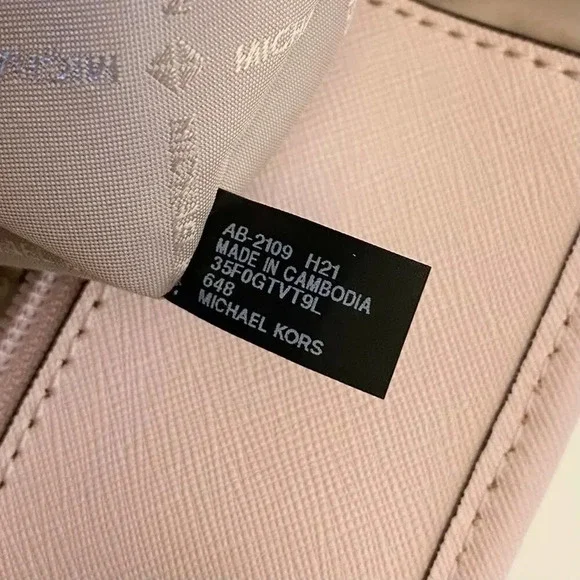 AB-2109 H21
MADE IN CAMBODIA
35F0GTVT9L
648
MICHAEL KORS